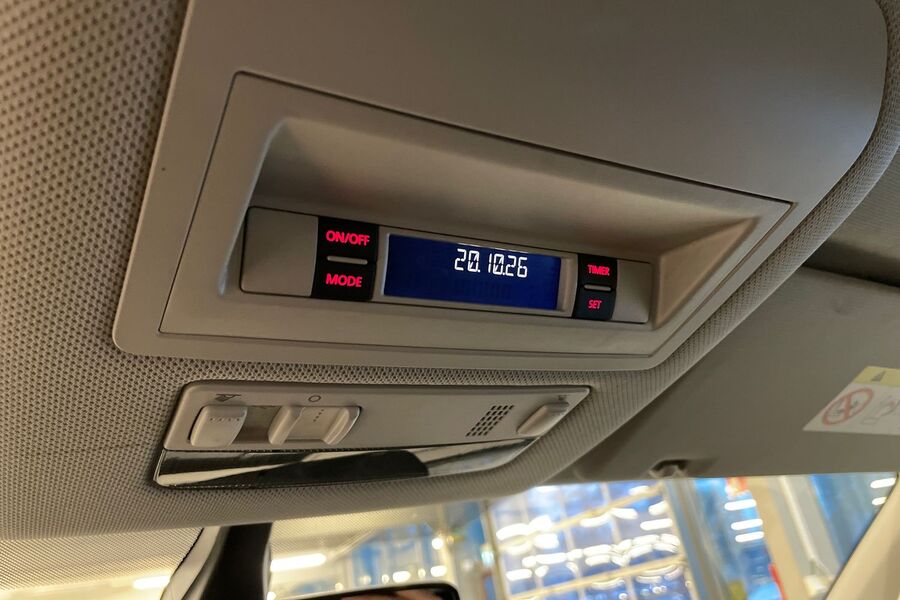 ON/OFF
MODE
20.10.26
TIMER
SET